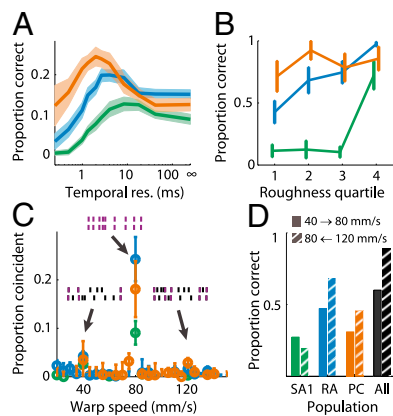 A
Proportion correct
0.2
0.1
0
1
10
100 ∞
Temporal res. (ms)
B
Proportion correct
1
0.5
0
1 2 3 4
Roughness quartile
C
Proportion coincident
0.2
0.1
0
40 80 120
Warp speed (mm/s)
D
40 → 80 mm/s
80 ← 120 mm/s
Proportion correct
1
0.5
0
SA1 RA PC All
Population